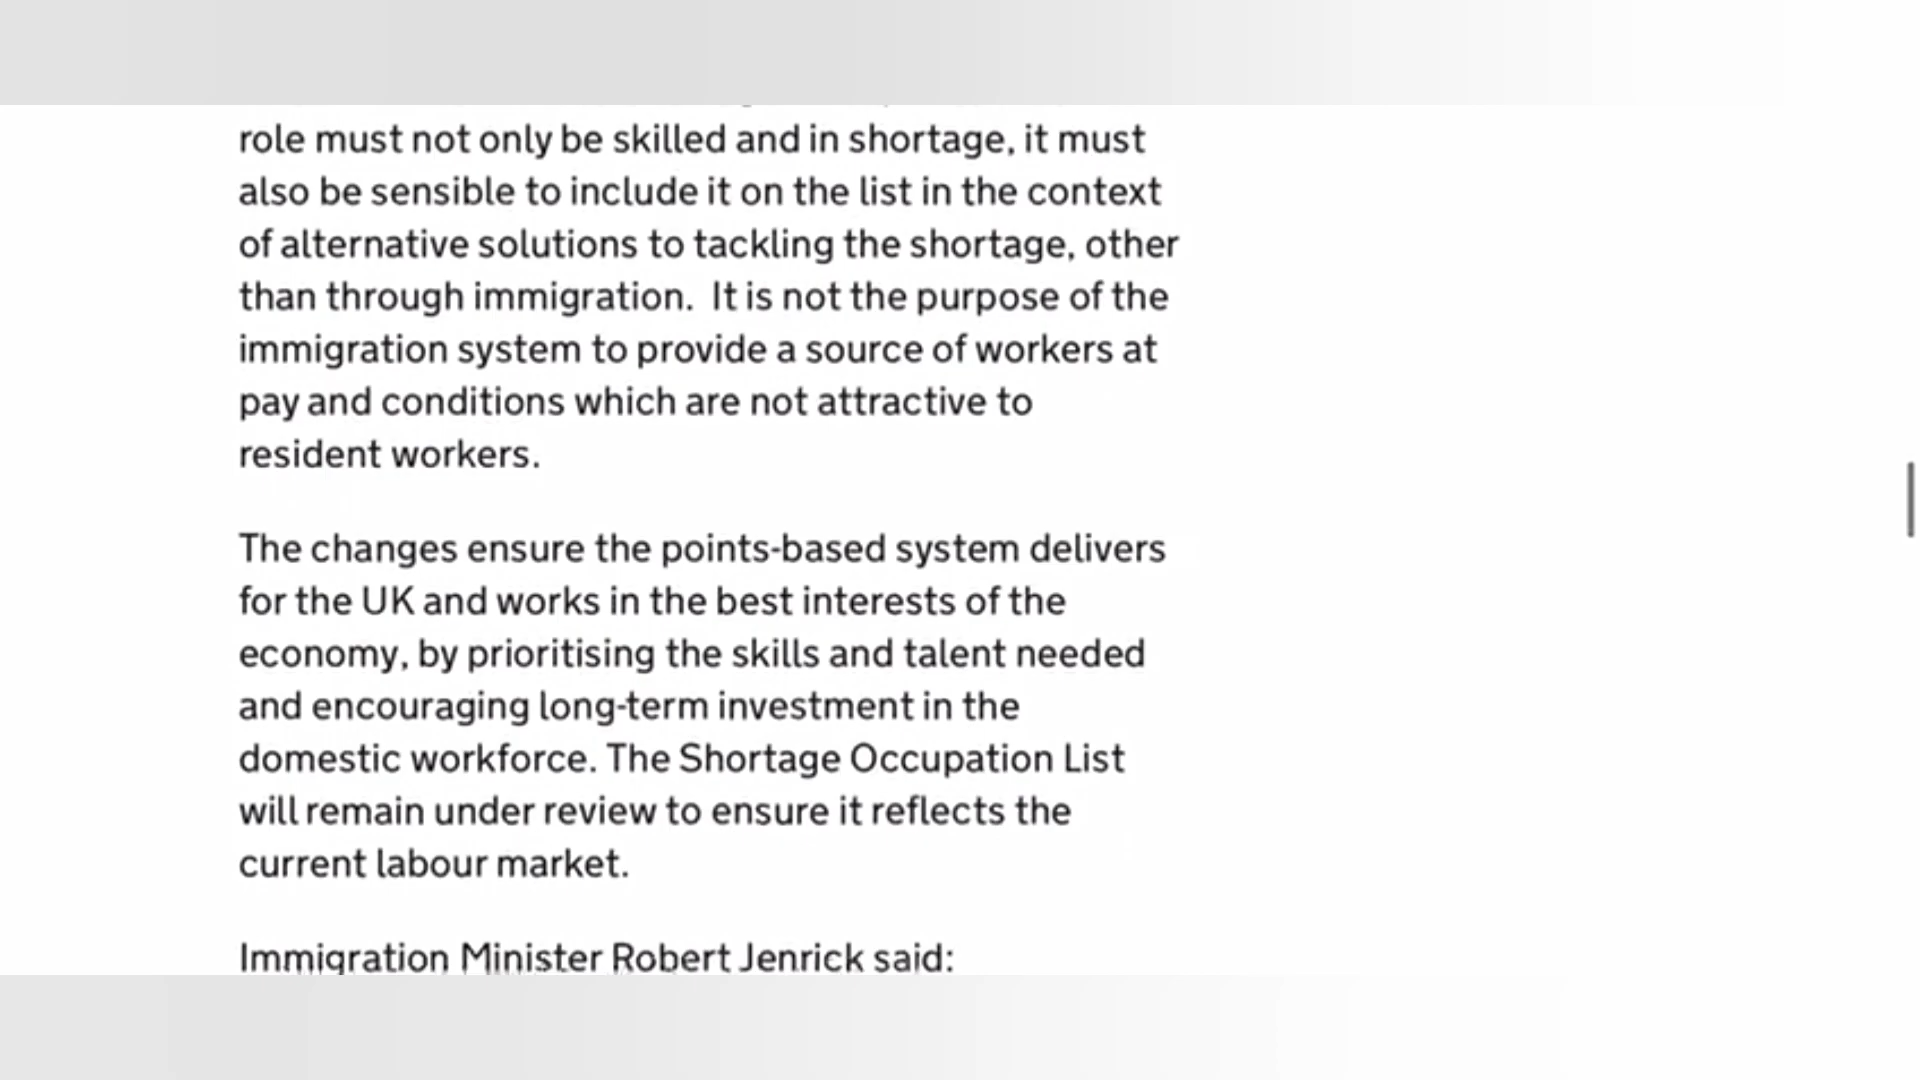 role must not only be skilled and in shortage, it must
also be sensible to include it on the list in the context
of alternative solutions to tackling the shortage, other
than through immigration.  It is not the purpose of the
immigration system to provide a source of workers at
pay and conditions which are not attractive to
resident workers.
The changes ensure the points-based system delivers
for the UK and works in the best interests of the
economy, by prioritising the skills and talent needed
and encouraging long-term investment in the
domestic workforce. The Shortage Occupation List
will remain under review to ensure it reflects the
current labour market.
Immigration Minister Robert Jenrick said: